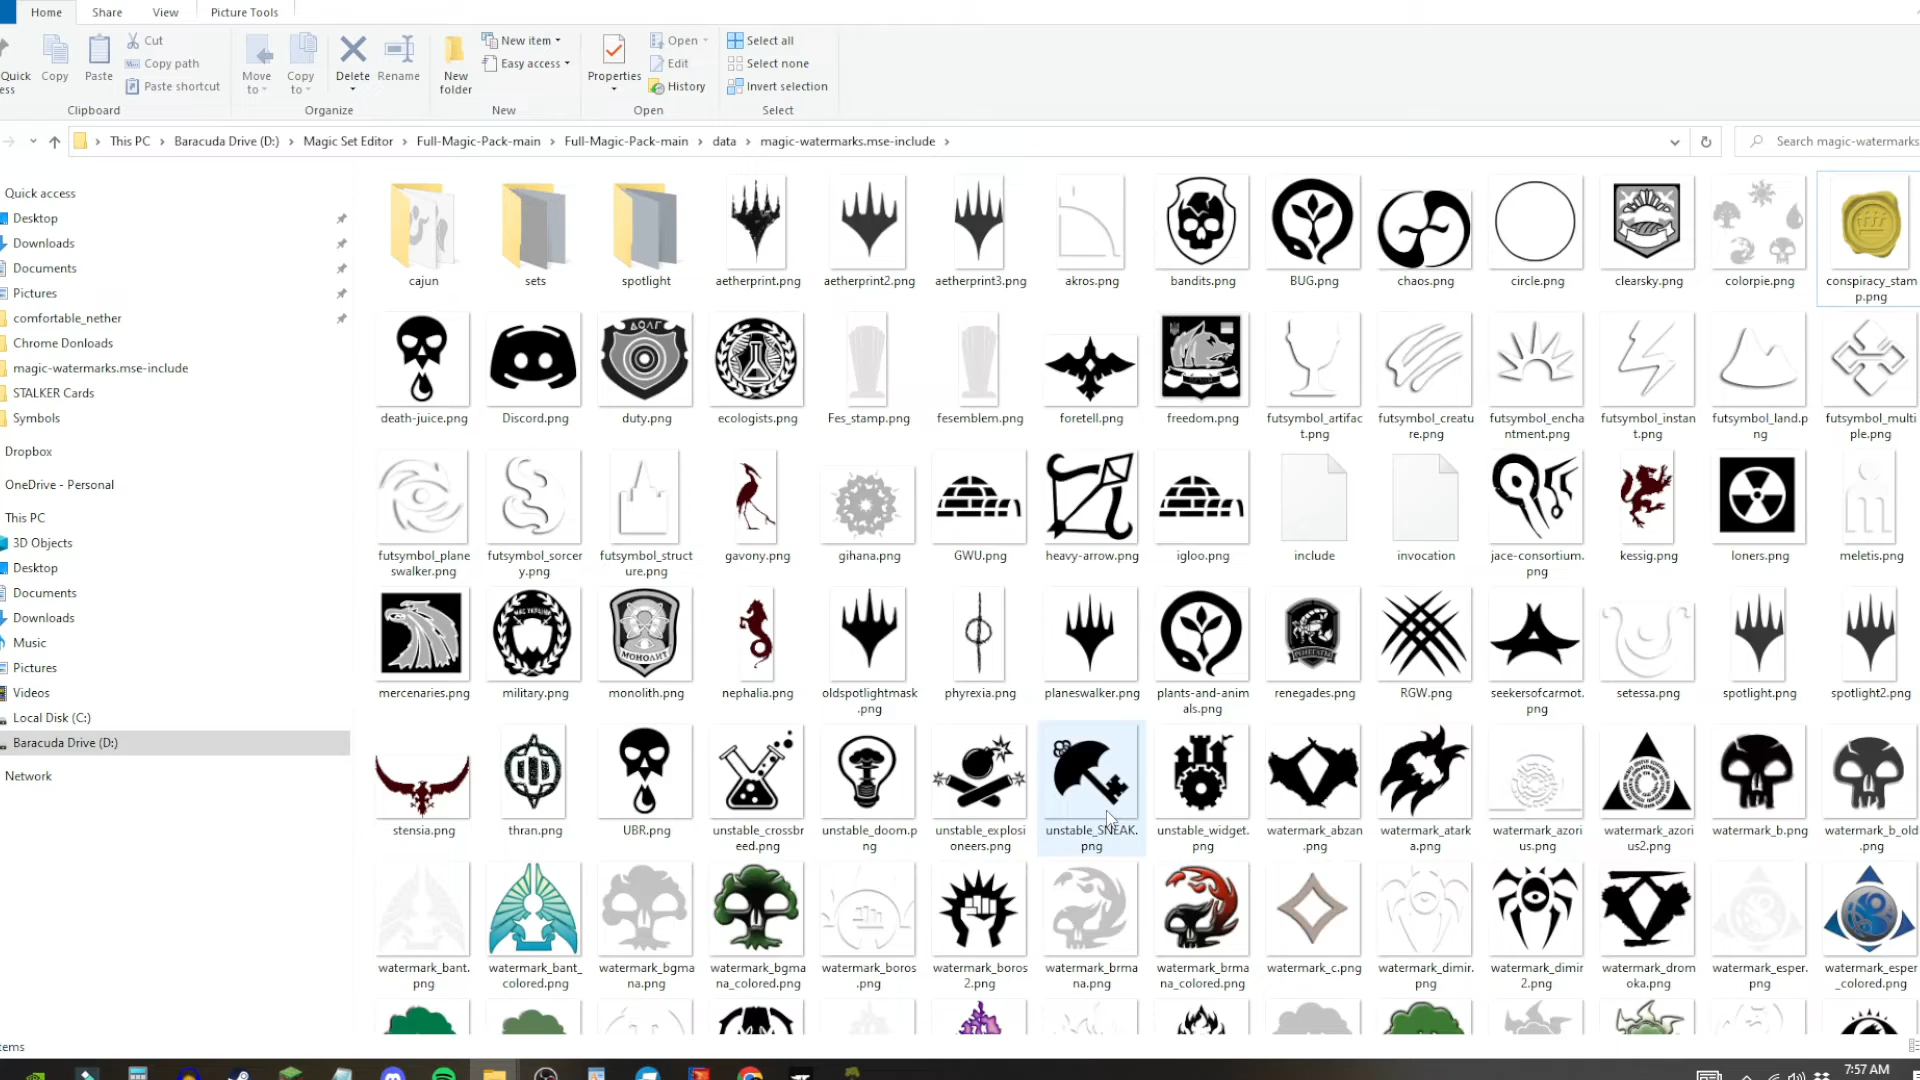 Home Share View Picture Tools
Quick
ess
Copy
Paste
Cut
Copy path
Paste shortcut
Clipboard
Move
to
Copy
to
Delete
Rename
Organize
New
folder
New item
Easy access
New
Properties
Open
Edit
History
Open
Select all
Select none
Invert selection
Select
This PC Baracuda Drive (D:) Magic Set Editor Full-Magic-Pack-main Full-Magic-Pack-main data magic-watermarks.mse-include
Search magic-watermarks
Quick access
Desktop
Downloads
Documents
Pictures
comfortable_nether
Chrome Donloads
magic-watermarks.mse-include
STALKER Cards
Symbols
Dropbox
OneDrive - Personal
This PC
3D Objects
Desktop
Documents
Downloads
Music
Pictures
Videos
Local Disk (C:)
Baracuda Drive (D:)
Network
cajun sets spotlight aetherprint.png aetherprint2.png aetherprint3.png akros.png bandits.png BUG.png chaos.png circle.png clearsky.png colorpie.png conspiracy_stam
p.png
ДОЛГ
death-juice.png Discord.png duty.png ecologists.png Fes_stamp.png fesemblem.png foretell.png freedom.png futsymbol_artifac futsymbol_creatu futsymbol_encha futsymbol_instan futsymbol_land.p futsymbol_multi
t.png re.png ntment.png t.png ng ple.png
futsymbol_plane futsymbol_sorcer futsymbol_struct gavony.png gihana.png GWU.png heavy-arrow.png igloo.png include invocation jace-consortium. kessig.png loners.png meletis.png
swalker.png y.png ure.png png
МОНОЛИТ
mercenaries.png military.png monolith.png nephalia.png oldspotlightmask phyrexia.png planeswalker.png plants-and-anim renegades.png RGW.png seekersofcarmot. setessa.png spotlight.png spotlight2.png
.png als.png png
stensia.png thran.png UBR.png unstable_crossbr unstable_doom.p unstable_explosi unstable_SNEAK. unstable_widget. watermark_abzan watermark_atark watermark_azori watermark_azori watermark_b.png watermark_b_old
eed.png ng oneers.png png png .png a.png us.png us2.png .png
watermark_bant. watermark_bant_ watermark_bgma watermark_bgma watermark_boros watermark_boros watermark_brma watermark_brma watermark_c.png watermark_dimir. watermark_dimir watermark_drom watermark_esper. watermark_esper
png colored.png na.png na_colored.png .png 2.png na.png na_colored.png png 2.png oka.png png _colored.png
ems
7:57 AM